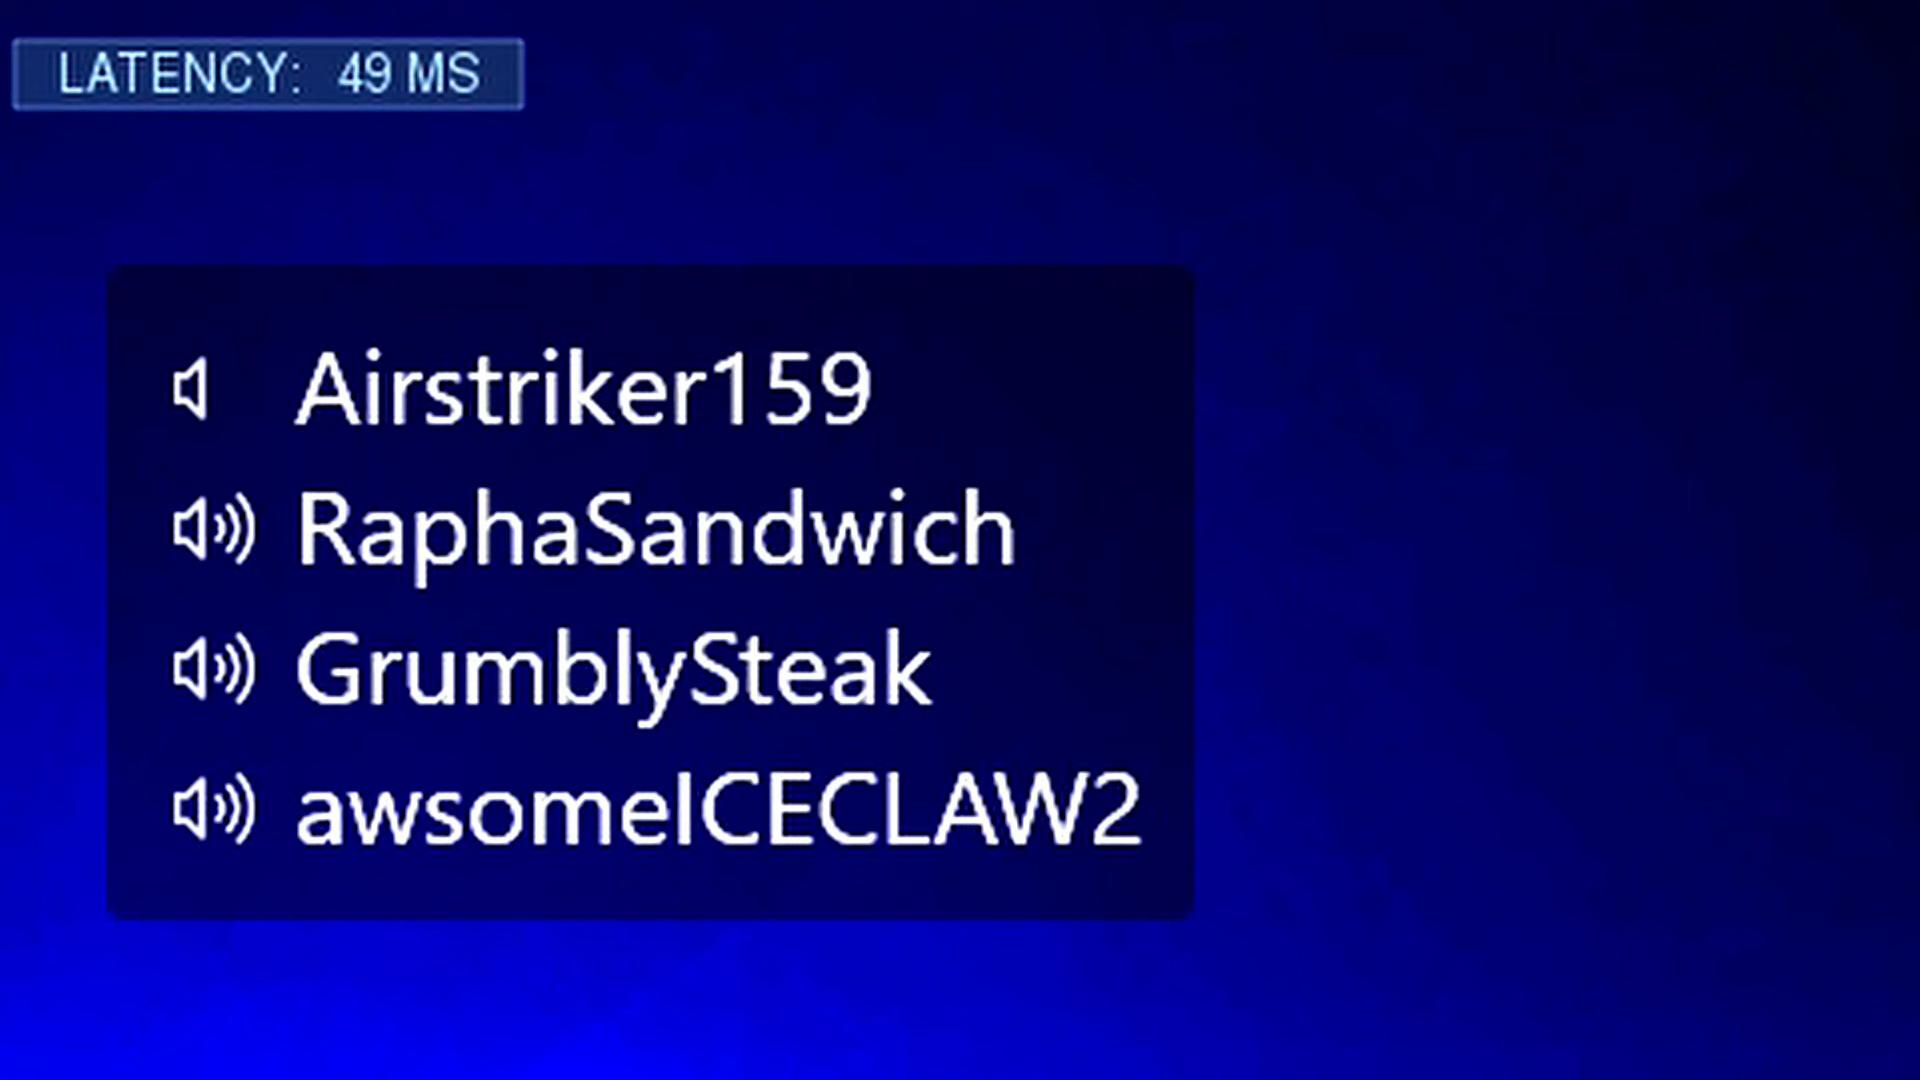 LATENCY: 49 MS
Airstriker159
RaphaSandwich
GrumblySteak
awsomeICECLAW2